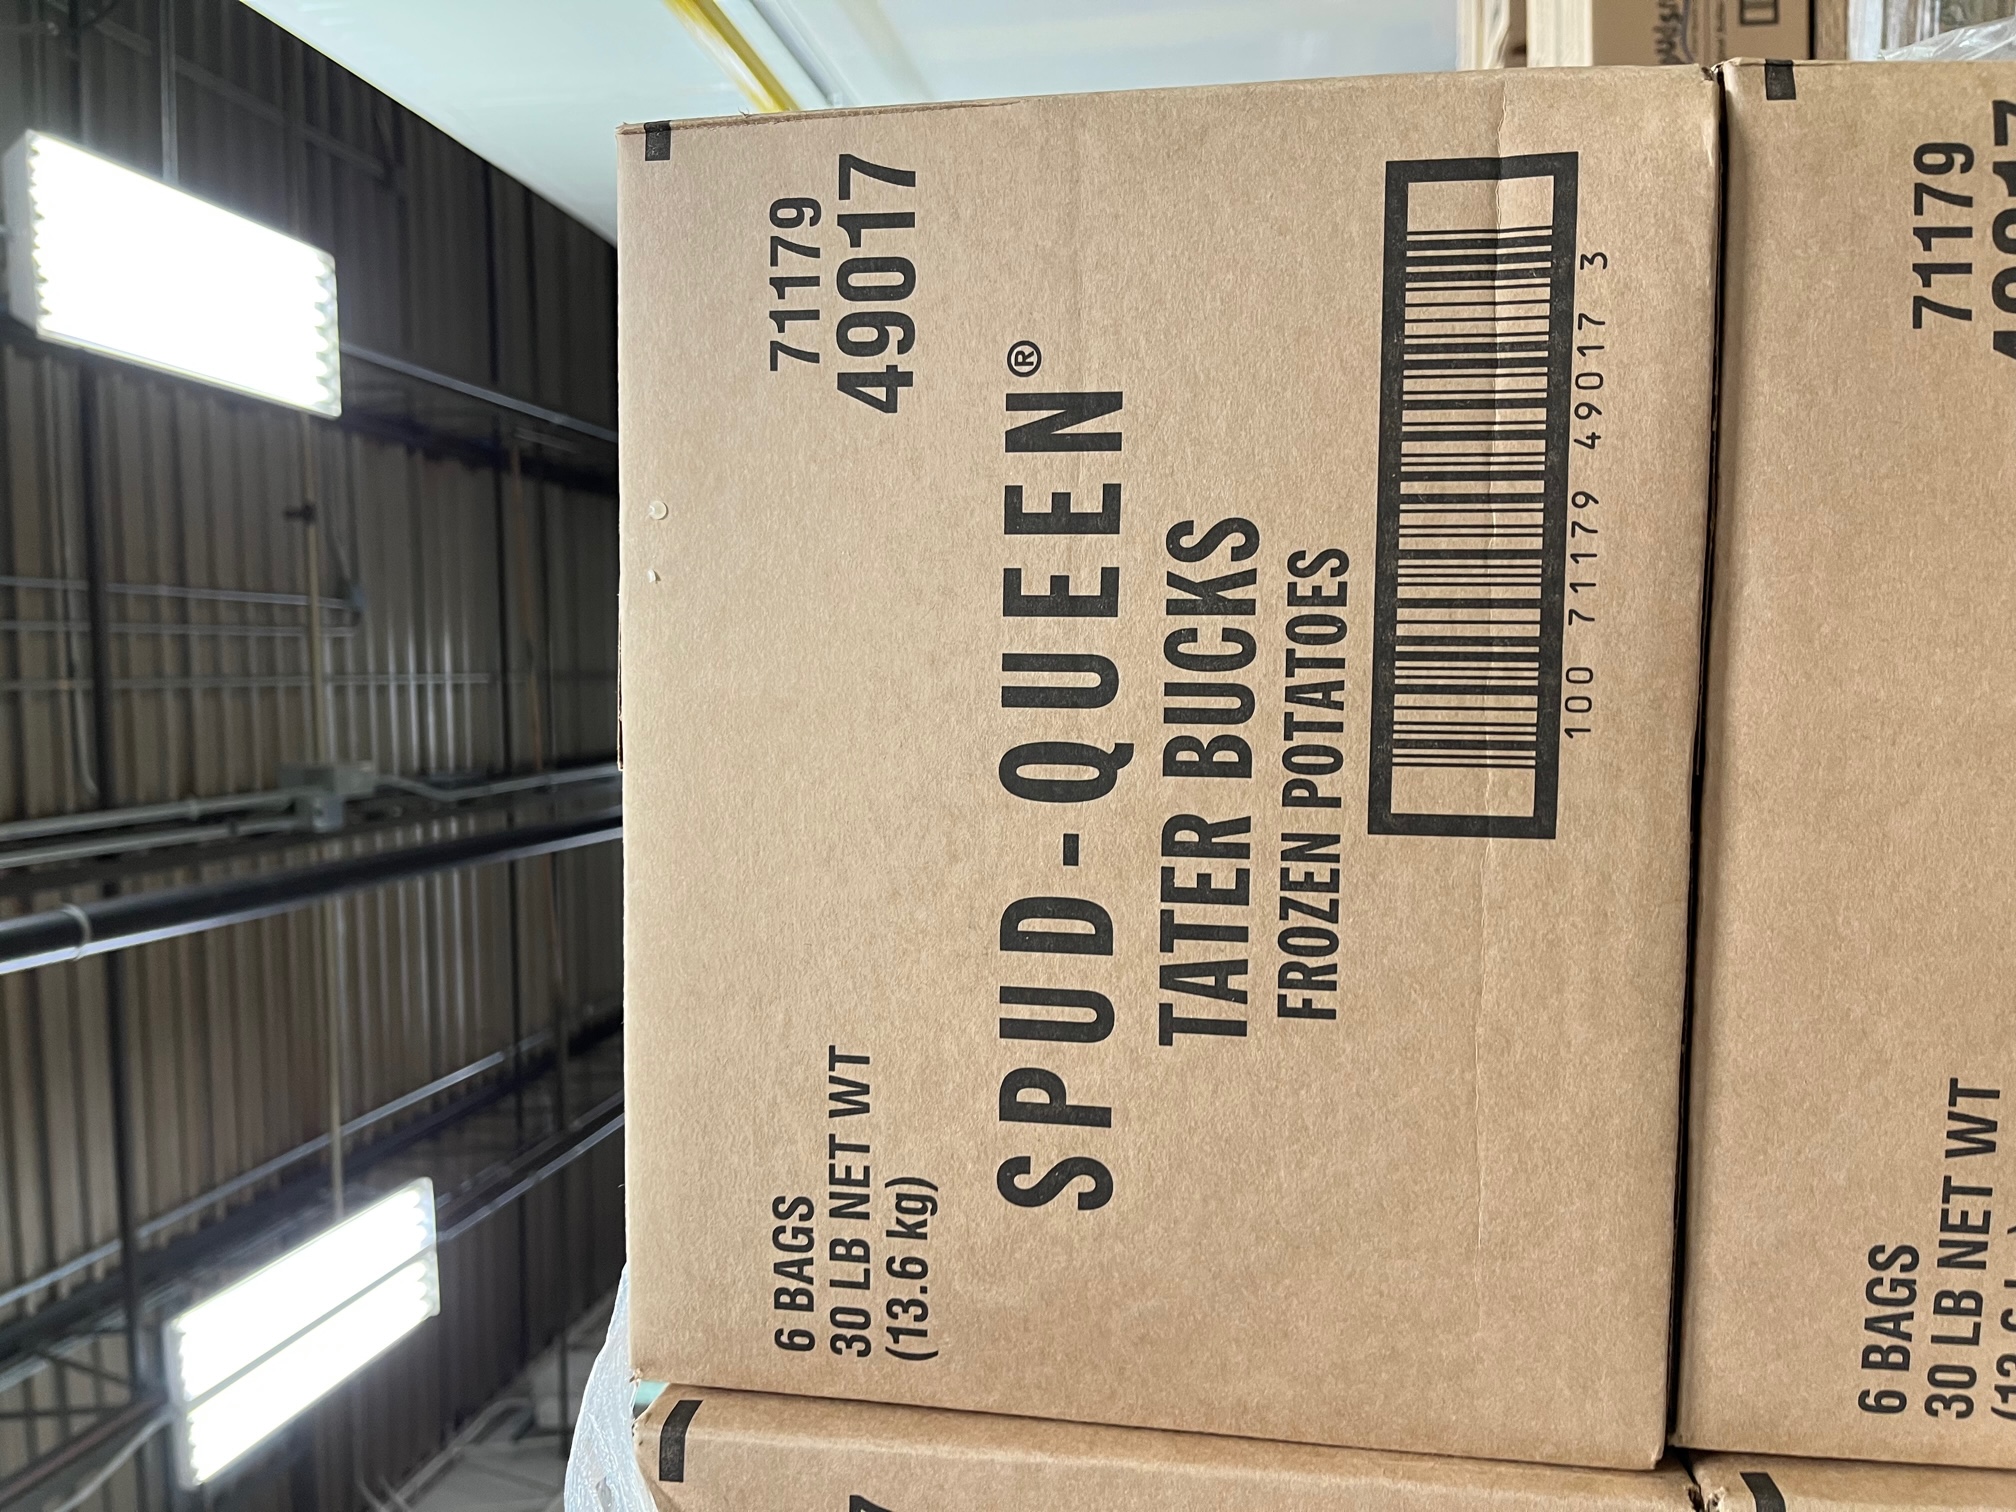 71179
49017
6 BAGS
30 LB NET WT
(13.6 kg)
SPUD-QUEEN®
TATER BUCKS
FROZEN POTATOES
100 71179 49017 3
71179
49017
6 BAGS
30 LB NET WT